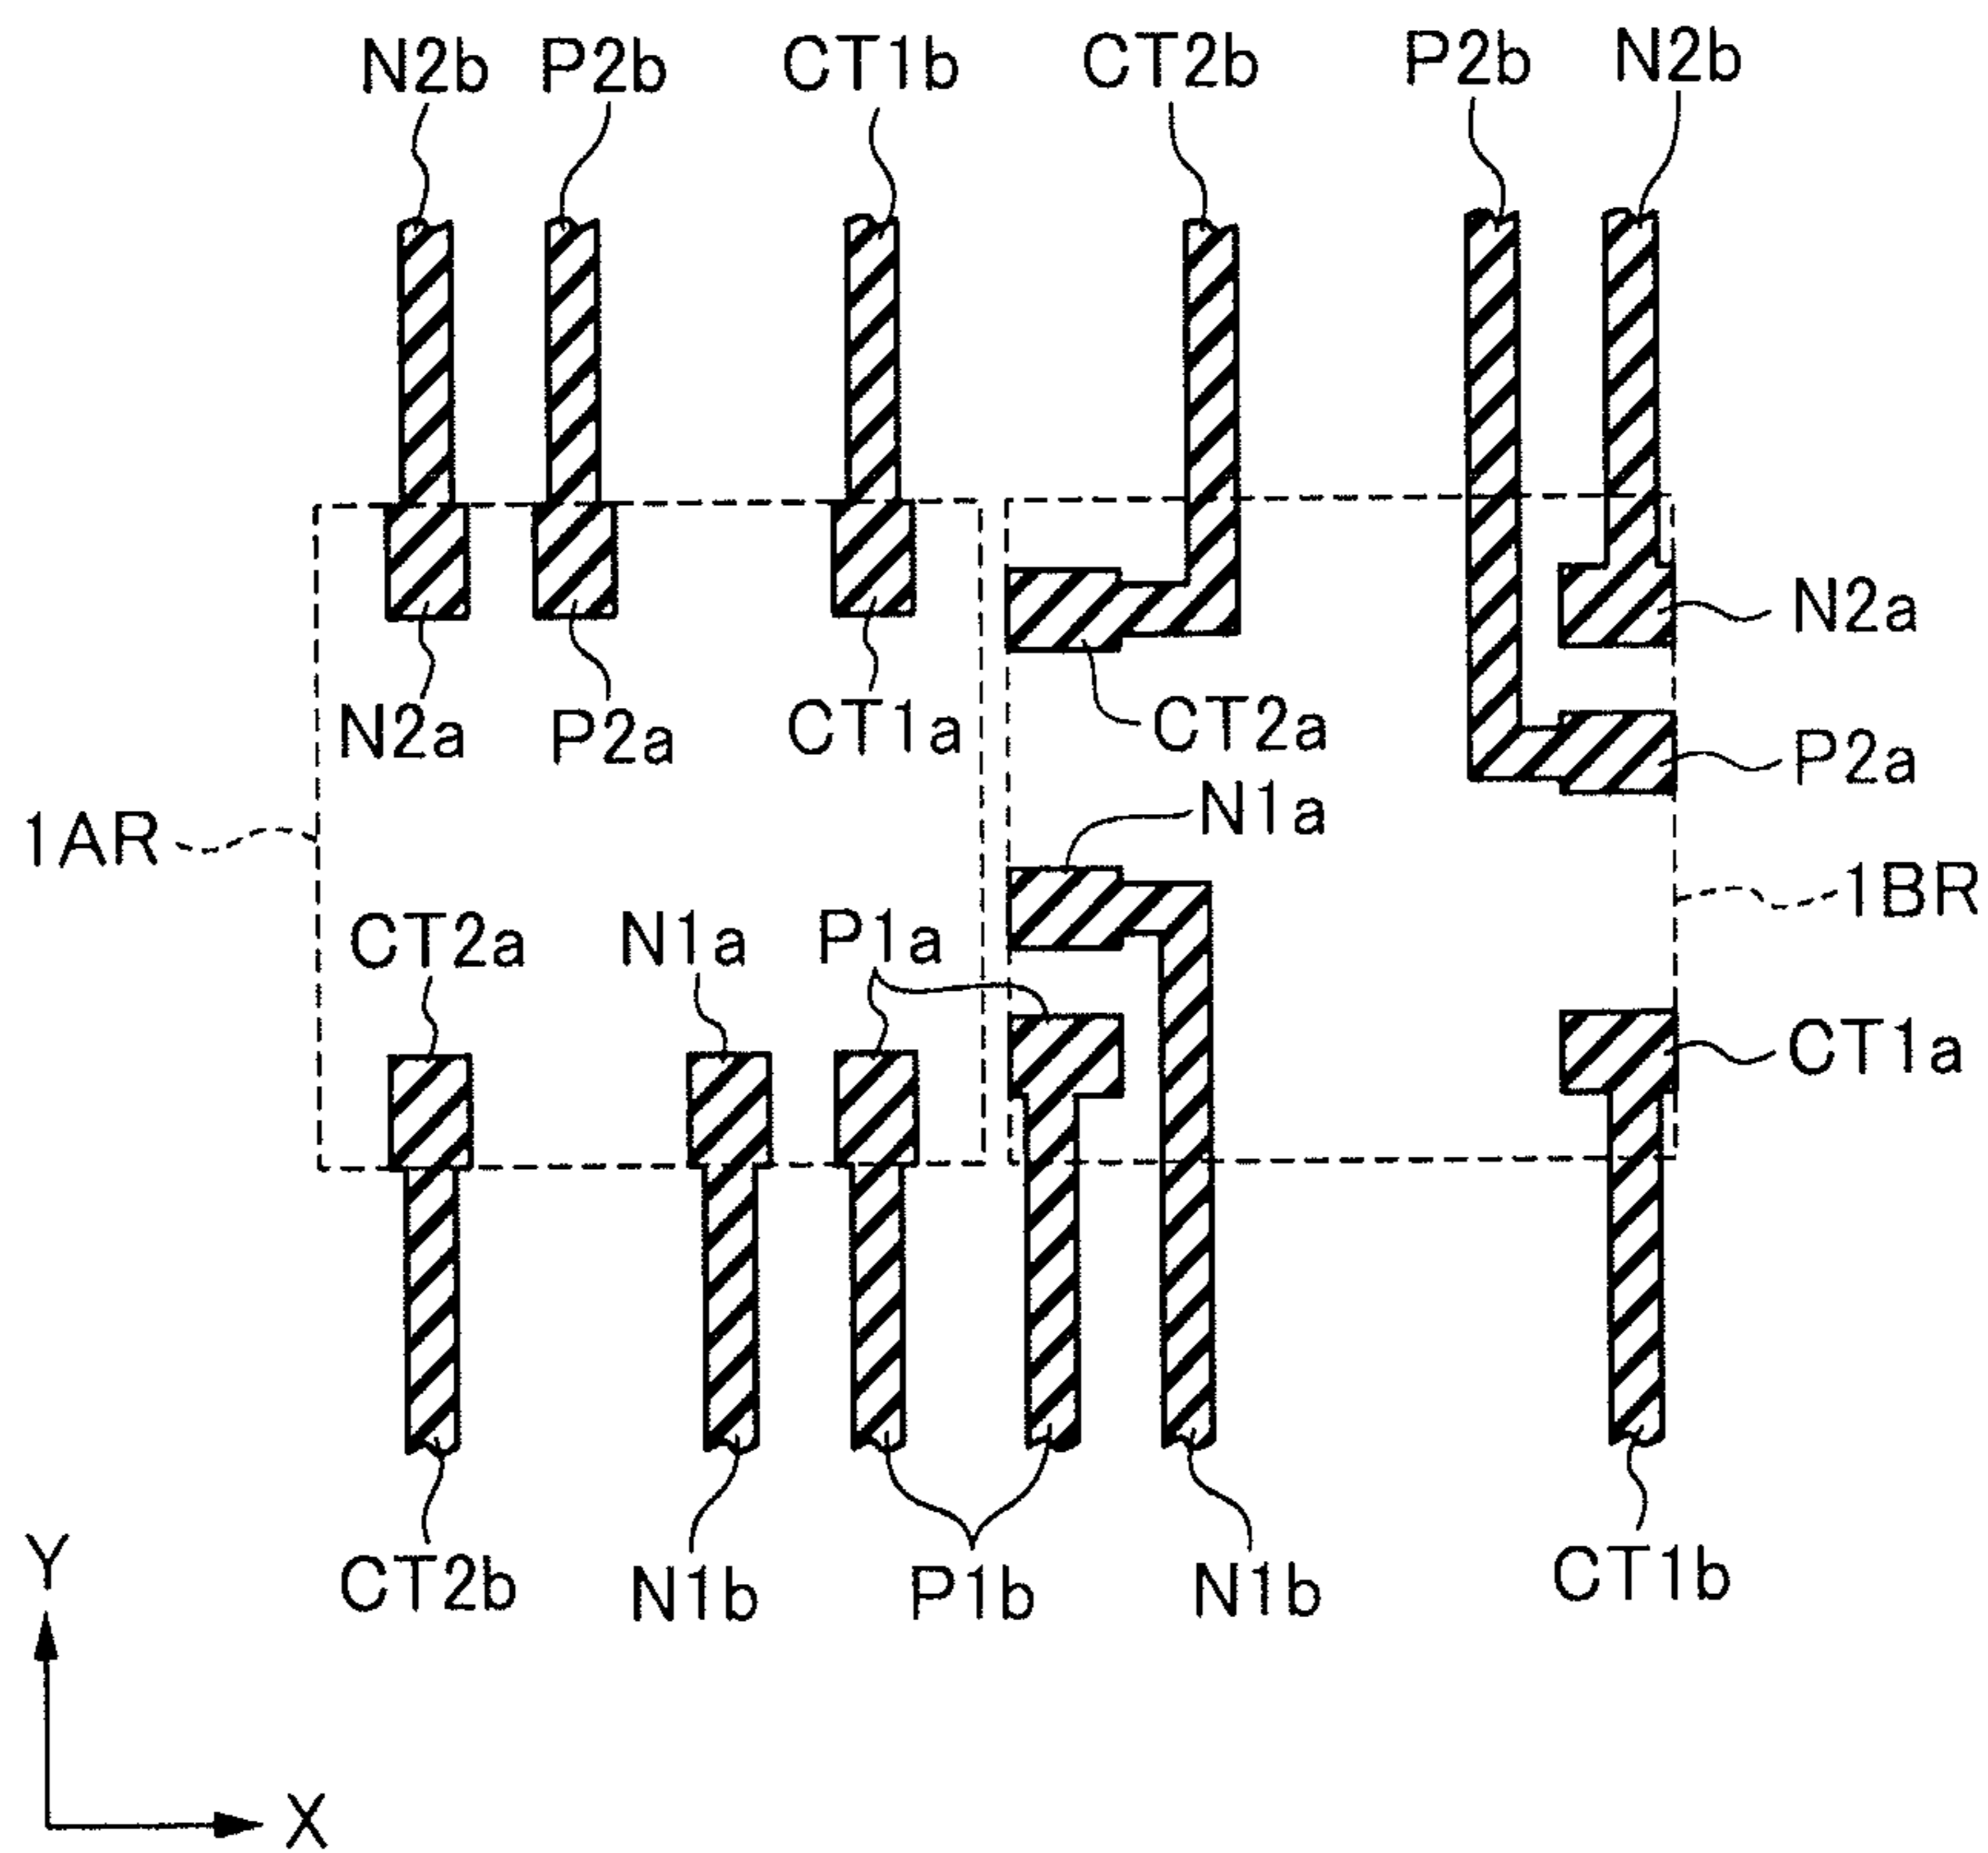 N2b P2b CT1b CT2b P2b N2b
N2a
N2a P2a CT1a CT2a
P2a
N1a
1AR
1BR
CT2a N1a P1a
CT1a
CT2b N1b P1b N1b CT1b
Y
X